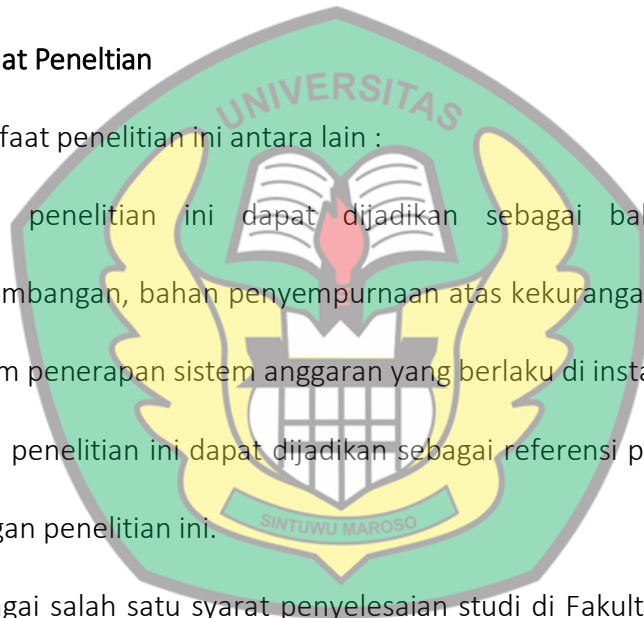 at Peneltian
UNIVERSITAS
faat penelitian ini antara lain :
penelitian ini dapat dijadikan sebagai bal
mbangan, bahan penyempurnaan atas kekuranga
m penerapan sistem anggaran yang berlaku di insta
penelitian ini dapat dijadikan sebagai referensi p
gan penelitian ini.
SINTUWU MAROSO
agai salah satu syarat penyelesaian studi di Fakult